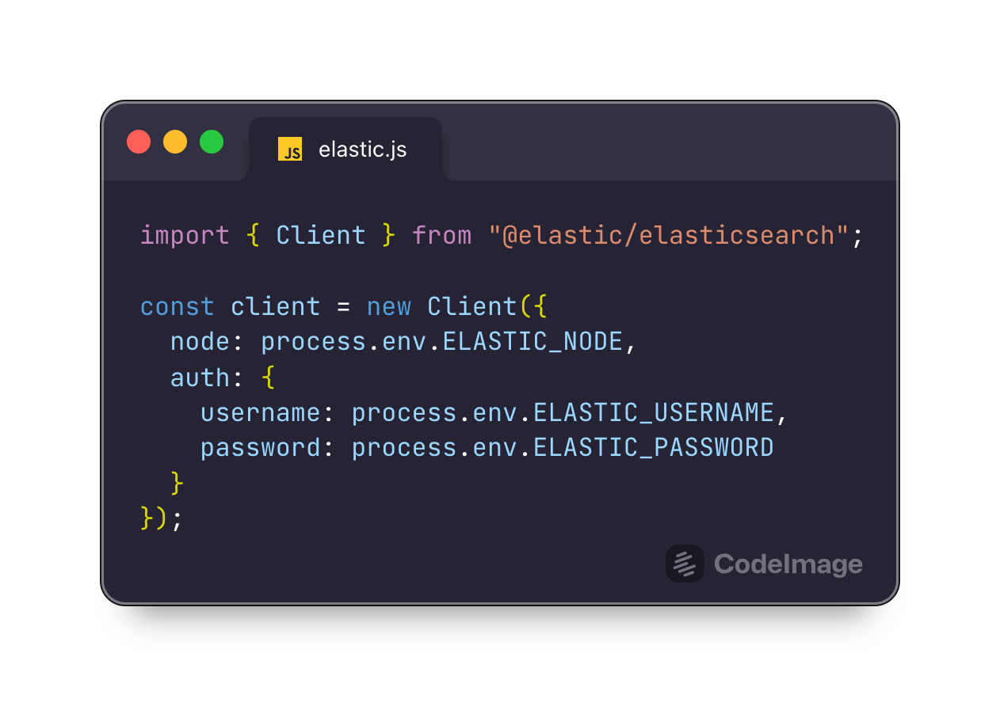 JS elastic.js
import { Client } from "@elastic/elasticsearch";
const client = new Client({
  node: process.env.ELASTIC_NODE,
  auth: {
    username: process.env.ELASTIC_USERNAME,
    password: process.env.ELASTIC_PASSWORD
  }
});
CodeImage